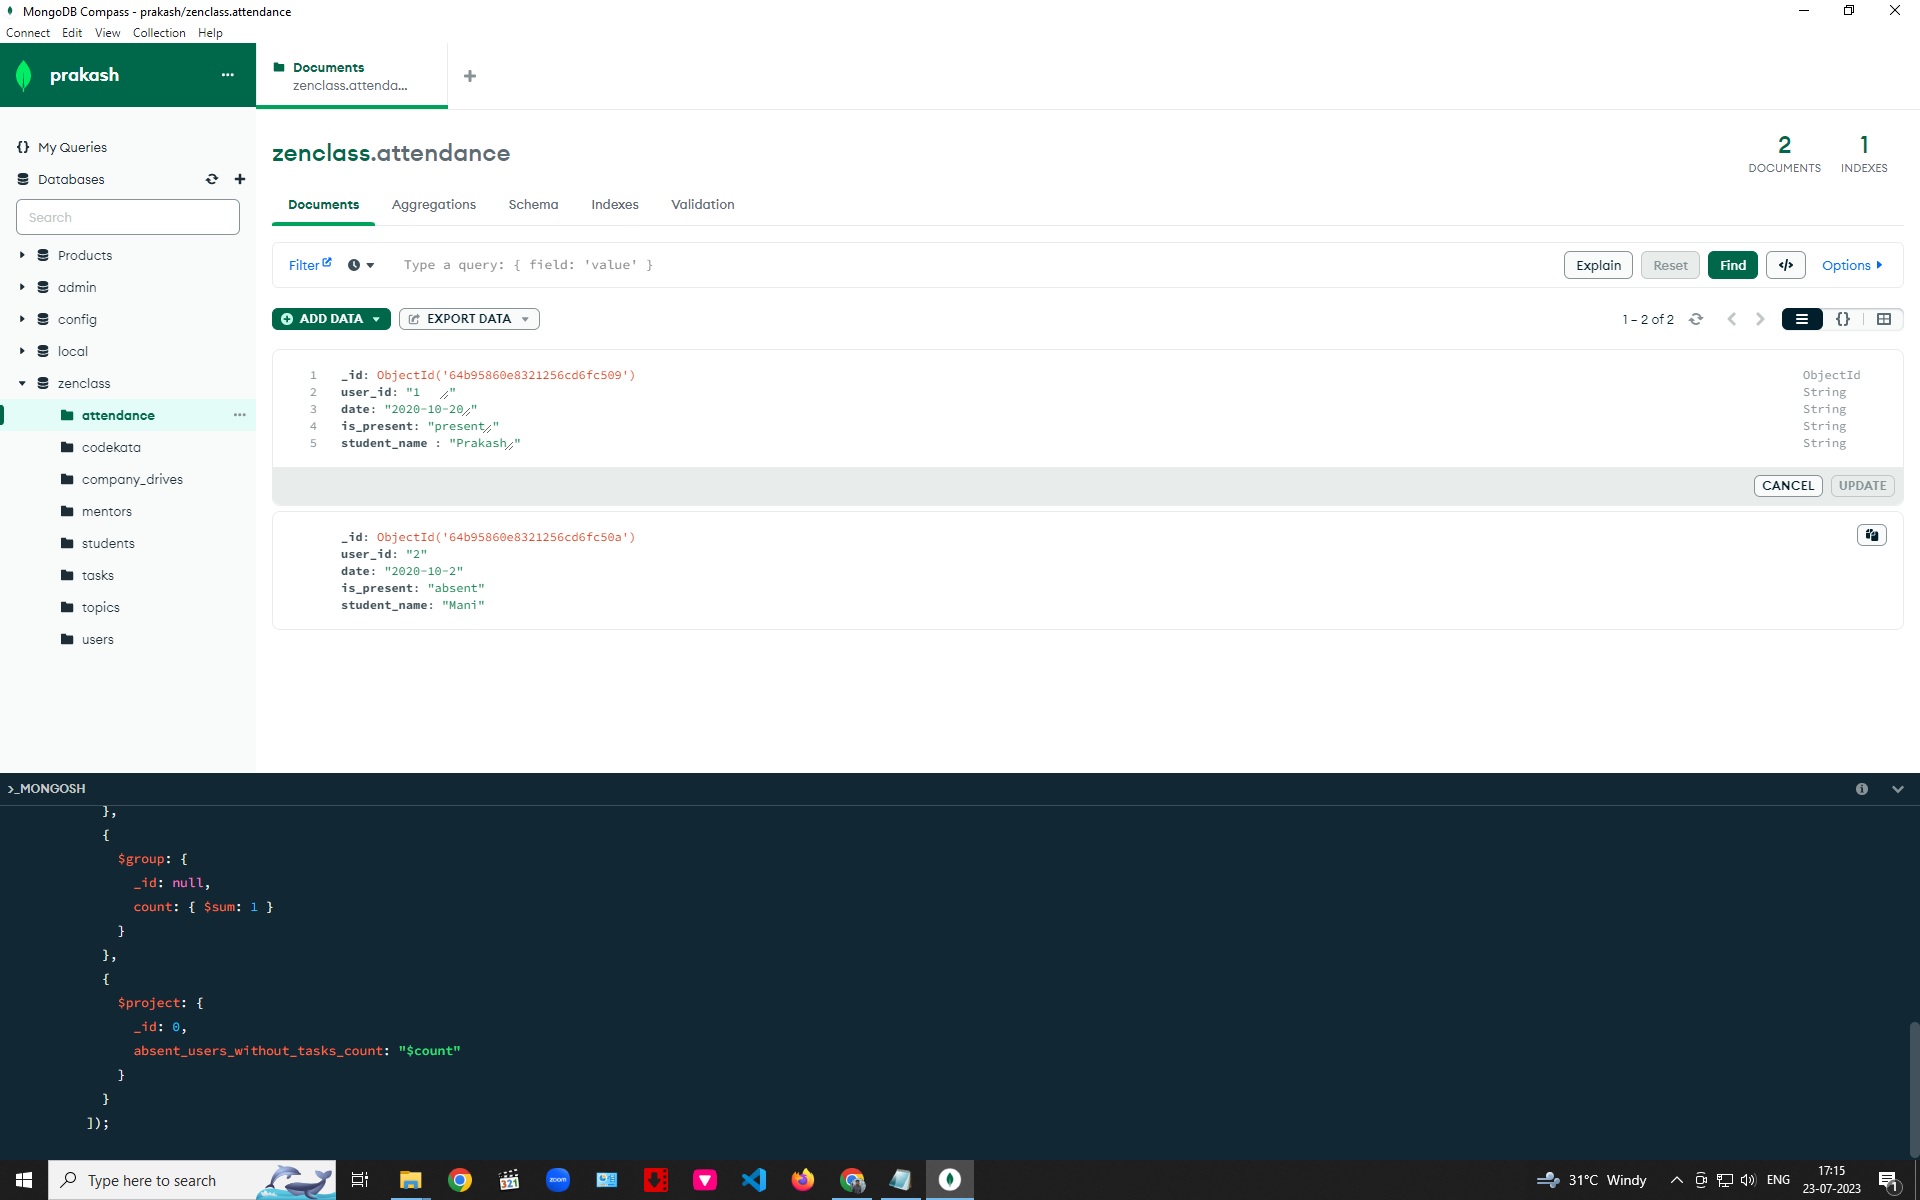 MongoDB Compass - prakash/zenclass.attendance
Connect Edit View Collection Help
prakash
Documents
zenclass.attenda...
My Queries
Databases
Search
Products
admin
config
local
zenclass
attendance
codekata
company_drives
mentors
students
tasks
topics
users
zenclass.attendance
2
DOCUMENTS
1
INDEXES
Documents Aggregations Schema Indexes Validation
Filter Type a query: { field: 'value' } Explain Reset Find </> Options
ADD DATA EXPORT DATA 1 – 2 of 2 {}
1 _id: ObjectId('64b95860e8321256cd6fc509') ObjectId
2 user_id: "1 " String
3 date: "2020-10-20" String
4 is_present: "present" String
5 student_name : "Prakash" String
CANCEL UPDATE
_id: ObjectId('64b95860e8321256cd6fc50a')
user_id: "2"
date: "2020-10-2"
is_present: "absent"
student_name: "Mani"
>_MONGOSH
},
{
$group: {
_id: null,
count: { $sum: 1 }
}
},
{
$project: {
_id: 0,
absent_users_without_tasks_count: "$count"
}
}
]);
Type here to search
321
zoom
31°C Windy
ENG
17:15
23-07-2023
1